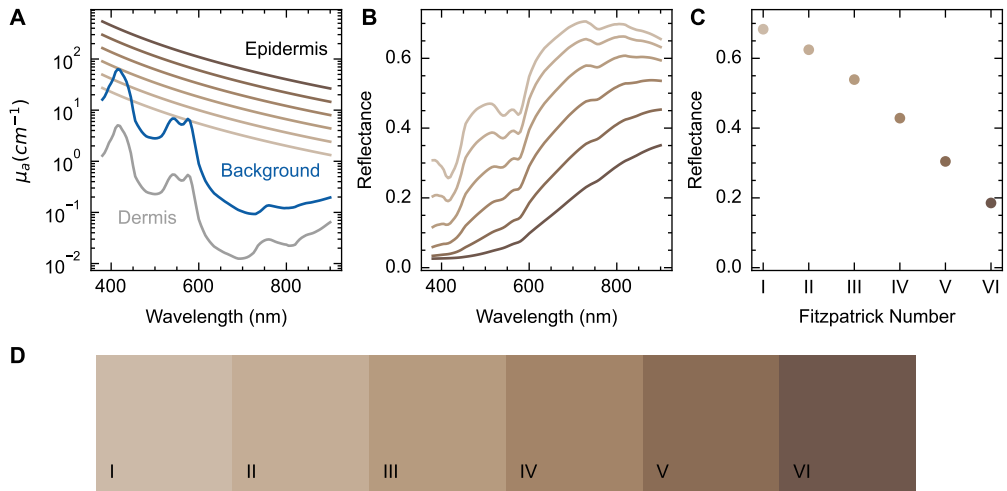 A
B
C
Epidermis
Background
Dermis
μₐ(cm⁻¹)
10²
10¹
10⁰
10⁻¹
10⁻²
400
600
800
Wavelength (nm)
Reflectance
0.6
0.4
0.2
0.0
400
600
800
Wavelength (nm)
Reflectance
0.6
0.4
0.2
0.0
I
II
III
IV
V
VI
Fitzpatrick Number
D
I
II
III
IV
V
VI